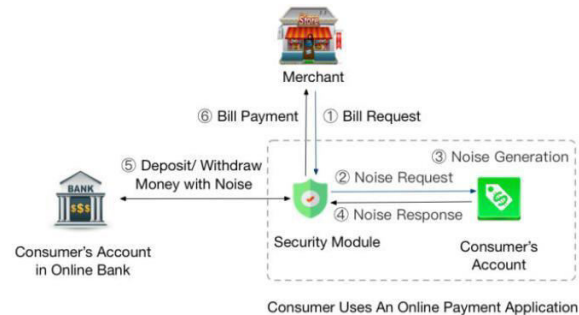 Store
Merchant
⑥ Bill Payment
① Bill Request
⑤ Deposit/ Withdraw
Money with Noise
③ Noise Generation
② Noise Request
④ Noise Response
BANK
$$$
$
Consumer's Account
in Online Bank
Security Module
Consumer's
Account
Consumer Uses An Online Payment Application